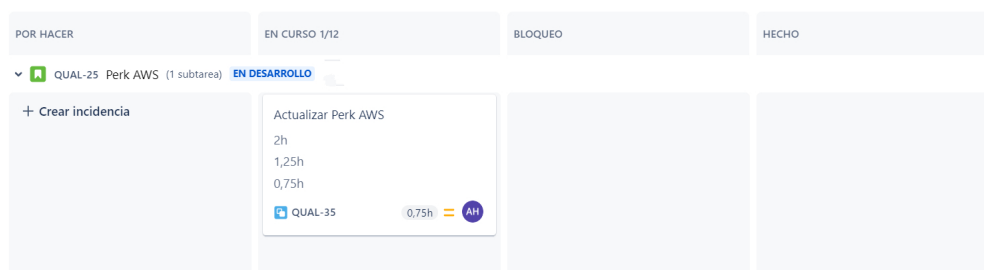 POR HACER
EN CURSO 1/12
BLOQUEO
HECHO
QUAL-25 Perk AWS (1 subtarea) EN DESARROLLO
+ Crear incidencia
Actualizar Perk AWS
2h
1,25h
0,75h
QUAL-35 0,75h AH